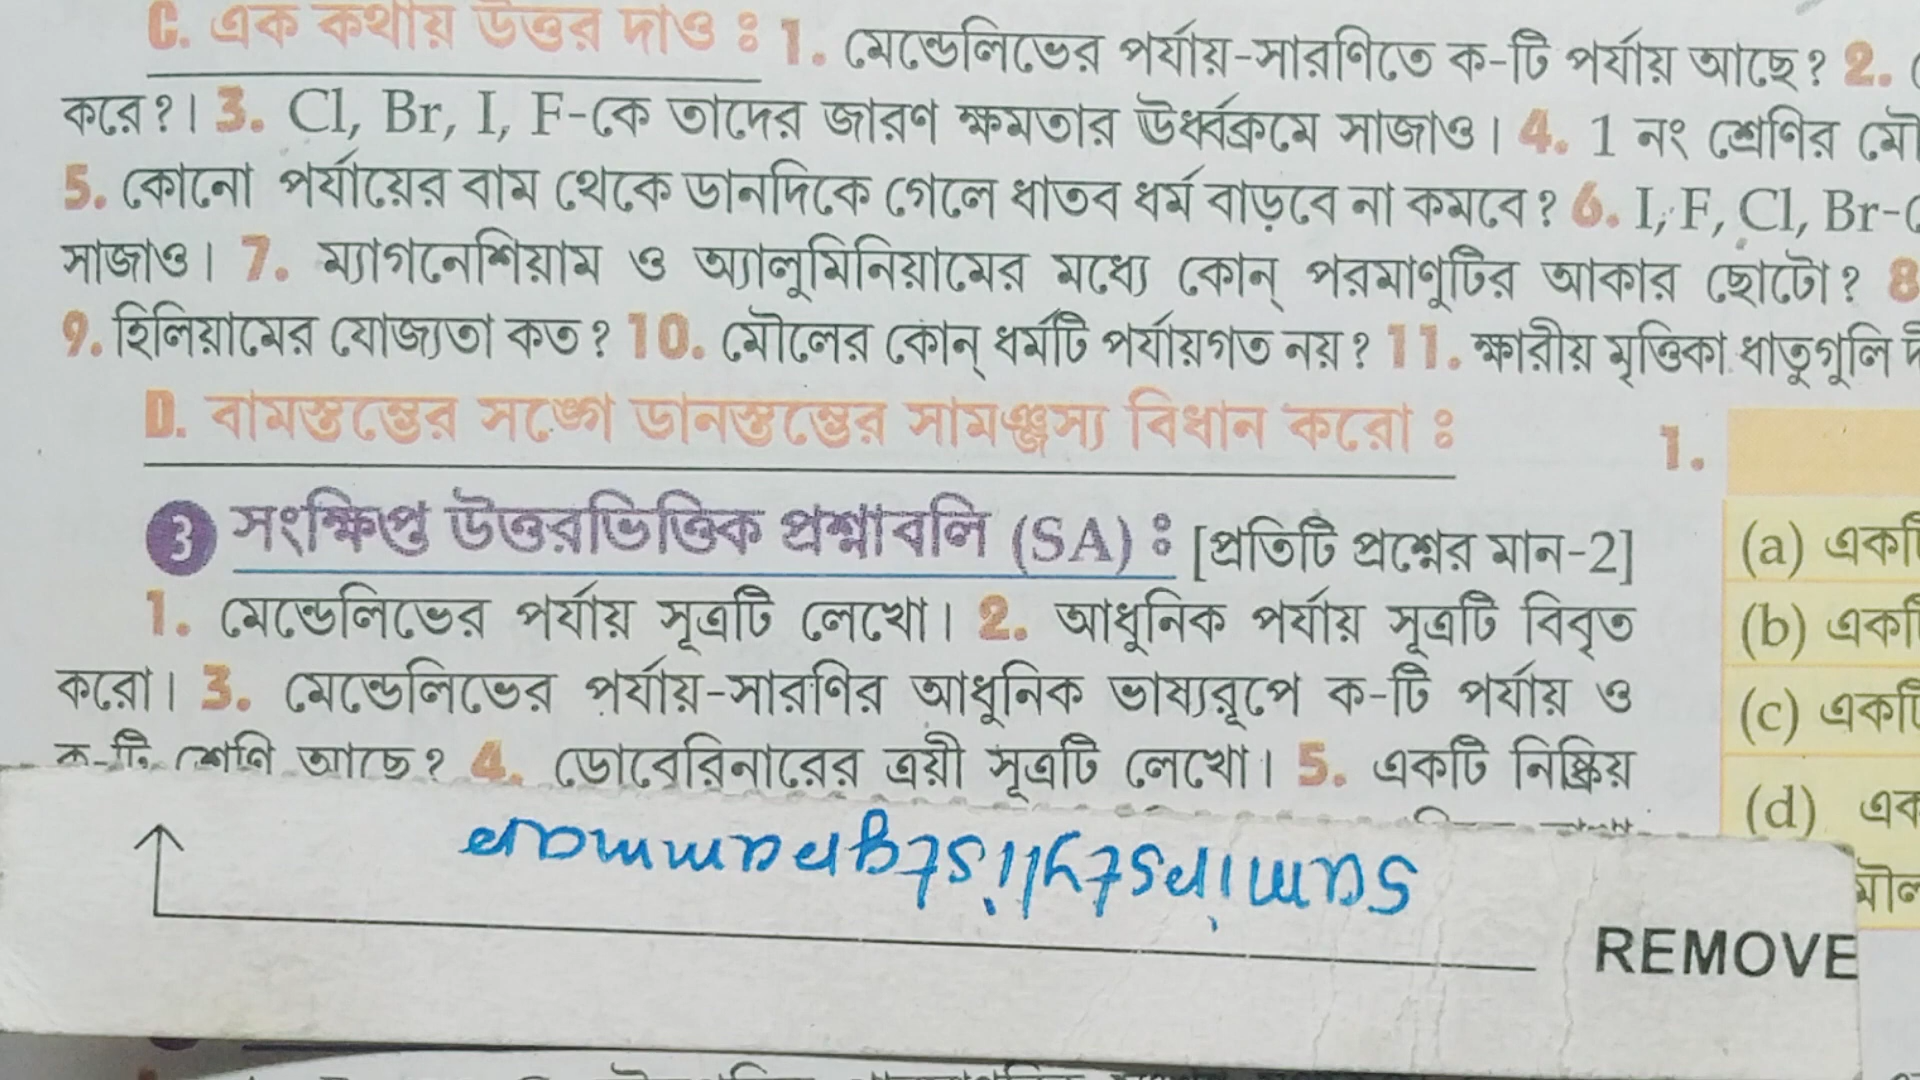 C. এক কথায় উত্তর দাও : 1. মেন্ডেলিভের পর্যায়-সারণিতে ক-টি পর্যায় আছে? 2.
করে?। 3. Cl, Br, I, F-কে তাদের জারণ ক্ষমতার ঊর্ধ্বক্রমে সাজাও। 4. 1 নং শ্রেণির মৌ
5. কোনো পর্যায়ের বাম থেকে ডানদিকে গেলে ধাতব ধর্ম বাড়বে না কমবে? 6. I, F, Cl, Br-
সাজাও। 7. ম্যাগনেশিয়াম ও অ্যালুমিনিয়ামের মধ্যে কোন্ পরমাণুটির আকার ছোটো? 8
9. হিলিয়ামের যোজ্যতা কত? 10. মৌলের কোন্ ধর্মটি পর্যায়গত নয়? 11. ক্ষারীয় মৃত্তিকা ধাতুগুলি
D. বামস্তম্ভের সঙ্গে ডানস্তম্ভের সামঞ্জস্য বিধান করো :
1.
3 সংক্ষিপ্ত উত্তরভিত্তিক প্রশ্নাবলি (SA) : [প্রতিটি প্রশ্নের মান-2]
1. মেন্ডেলিভের পর্যায় সূত্রটি লেখো। 2. আধুনিক পর্যায় সূত্রটি বিবৃত
করো। 3. মেন্ডেলিভের পর্যায়-সারণির আধুনিক ভাষ্যরূপে ক-টি পর্যায় ও
ক-টি শ্রেণি আছে? 4. ডোবেরিনারের ত্রয়ী সূত্রটি লেখো। 5. একটি নিষ্ক্রিয়
(a) একটি
(b) একটি
(c) একটি
(d) এক
মৌল
REMOVE